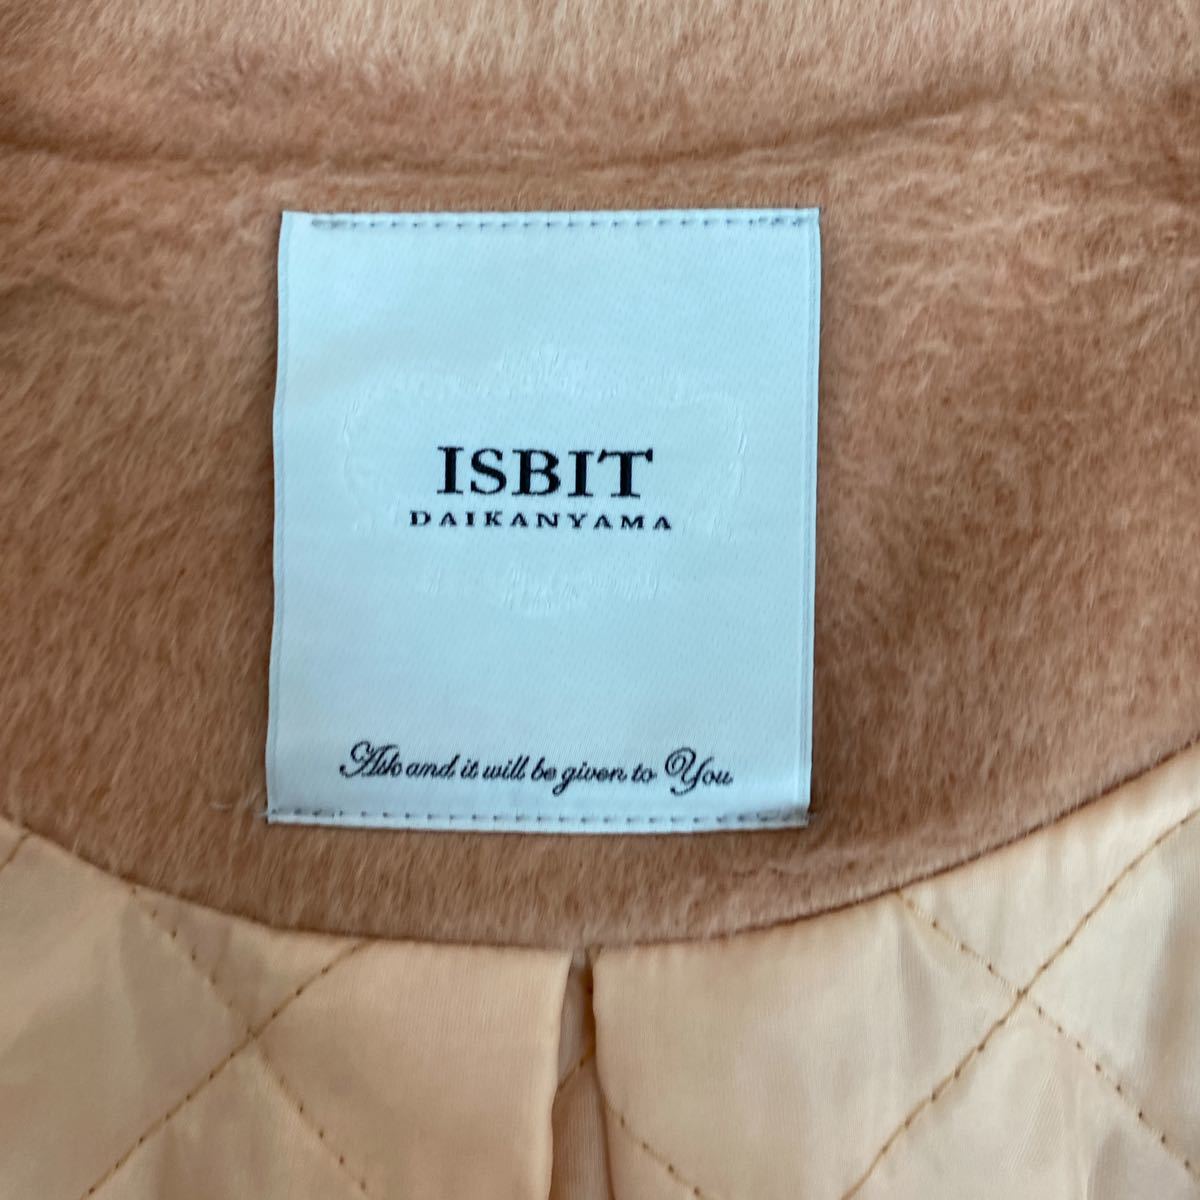 ISBIT
DAIKANYAMA
Ask and it will be given to You